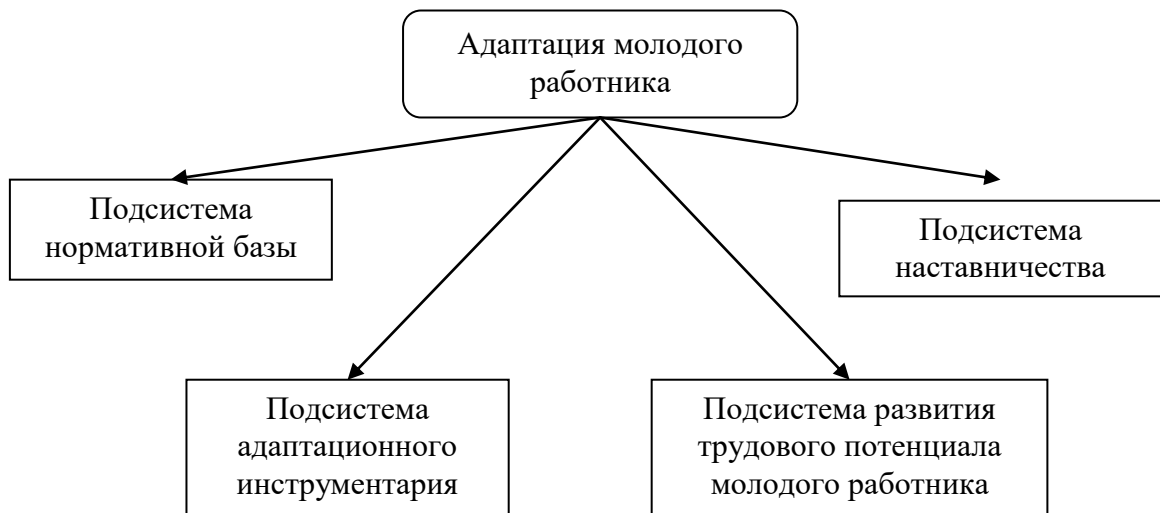 Адаптация молодого
работника
Подсистема
нормативной базы
Подсистема
наставничества
Подсистема
адаптационного
инструментария
Подсистема развития
трудового потенциала
молодого работника